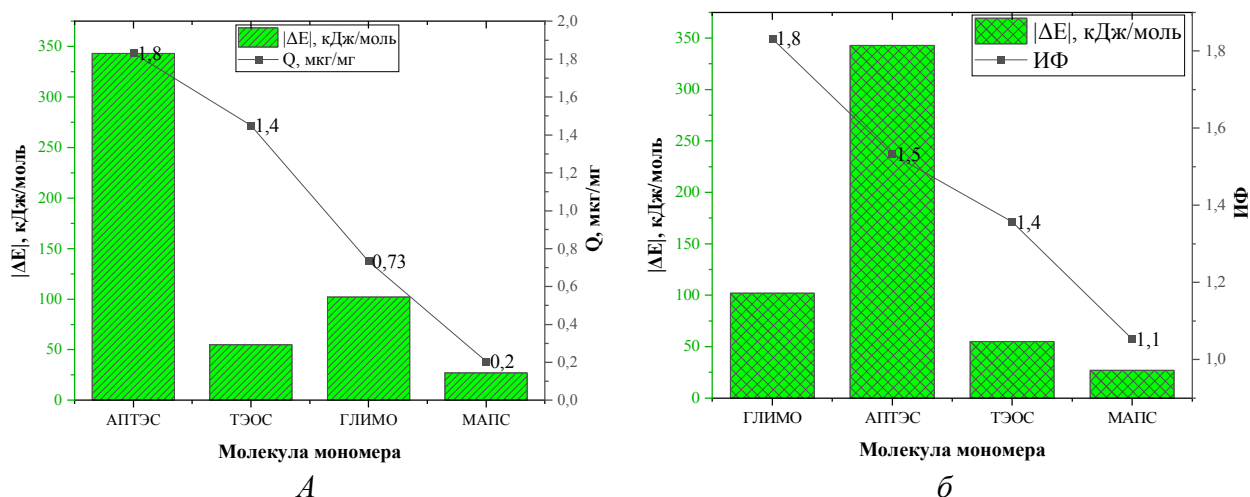 |ΔE|, кДж/моль
Q, мкг/мг
350
300
250
200
150
100
50
0
|ΔE|, кДж/моль
2,0
1,8
1,6
1,4
1,2
1,0
0,8
0,6
0,4
0,2
0,0
Q, мкг/мг
1,8
1,4
0,73
0,2
АПТЭС
ТЭОС
ГЛИМО
МАПС
Молекула мономера
А
|ΔE|, кДж/моль
ИФ
350
300
250
200
150
100
50
0
|ΔE|, кДж/моль
1,8
1,6
1,4
1,2
1,0
ИФ
1,8
1,5
1,4
1,1
ГЛИМО
АПТЭС
ТЭОС
МАПС
Молекула мономера
б